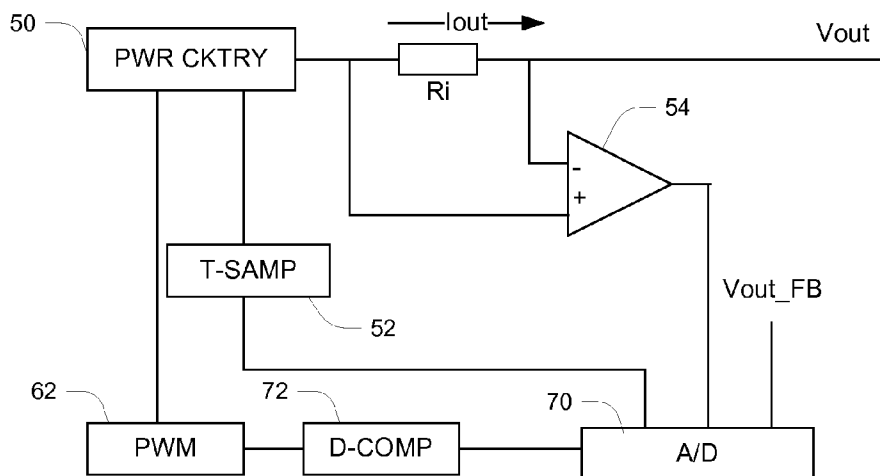 50
PWR CKTRY
Iout
Ri
Vout
54
-
+
T-SAMP
52
Vout_FB
62
PWM
72
D-COMP
70
A/D